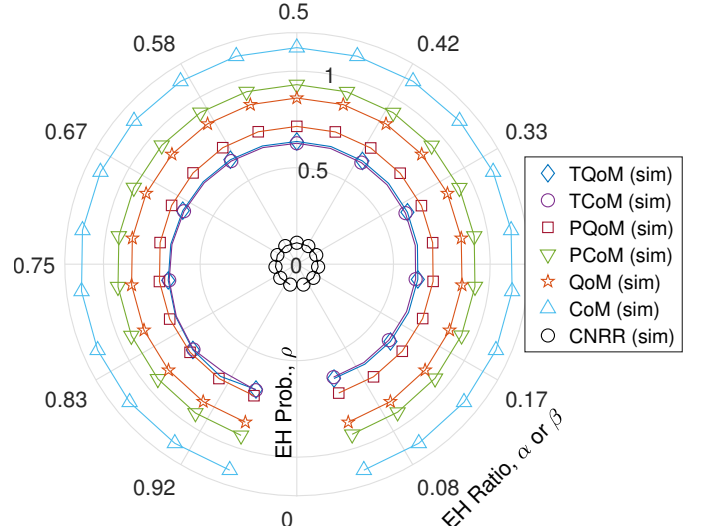 0.5
0.58
0.42
1
0.67
0.33
0.5
TQoM (sim)
TCoM (sim)
PQoM (sim)
PCoM (sim)
QoM (sim)
CoM (sim)
CNRR (sim)
0.75
0
EH Prob., ρ
0.83
0.17
0.92
0.08
0
EH Ratio, α or β